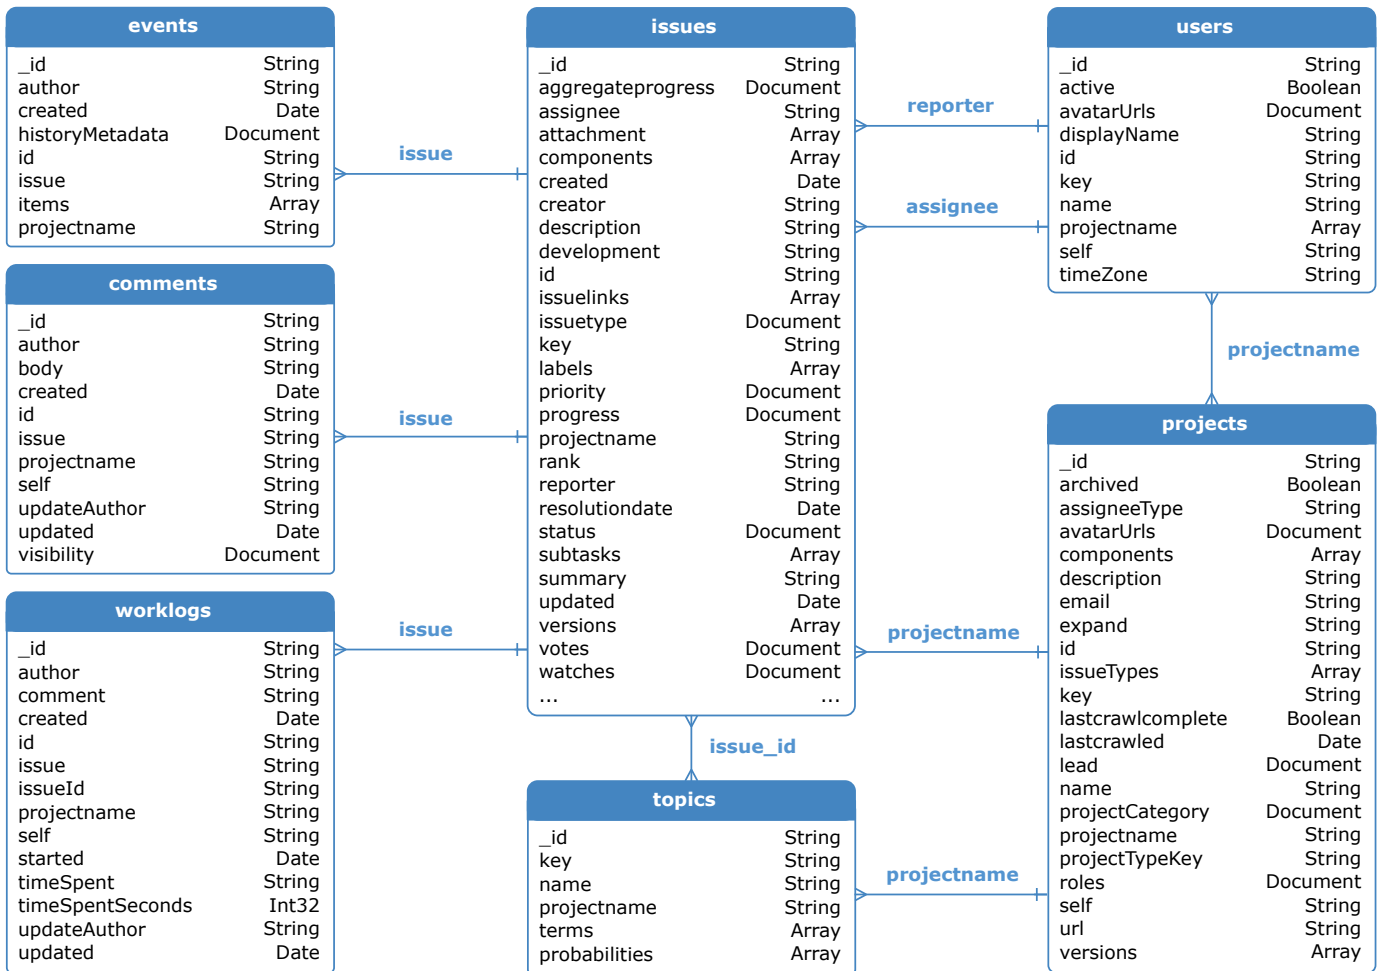 events
_id String
author String
created Date
historyMetadata Document
id String
issue String
items Array
projectname String
comments
_id String
author String
body String
created Date
id String
issue String
projectname String
self String
updateAuthor String
updated Date
visibility Document
worklogs
_id String
author String
comment String
created Date
id String
issue String
issueId String
projectname String
self String
started Date
timeSpent String
timeSpentSeconds Int32
updateAuthor String
updated Date
issue
issue
issue
issues
_id String
aggregateprogress Document
assignee String
attachment Array
components Array
created Date
creator String
description String
development String
id String
issuelinks Array
issuetype Document
key String
labels Array
priority Document
progress Document
projectname String
rank String
reporter String
resolutiondate Date
status Document
subtasks Array
summary String
updated Date
versions Array
votes Document
watches Document
... ...
issue_id
topics
_id String
key String
name String
projectname String
terms Array
probabilities Array
reporter
assignee
projectname
projectname
users
_id String
active Boolean
avatarUrls Document
displayName String
id String
key String
name String
projectname Array
self String
timeZone String
projectname
projects
_id String
archived Boolean
assigneeType String
avatarUrls Document
components Array
description String
email String
expand String
id String
issueTypes Array
key String
lastcrawlcomplete Boolean
lastcrawled Date
lead Document
name String
projectCategory Document
projectname String
projectTypeKey String
roles Document
self String
url String
versions Array